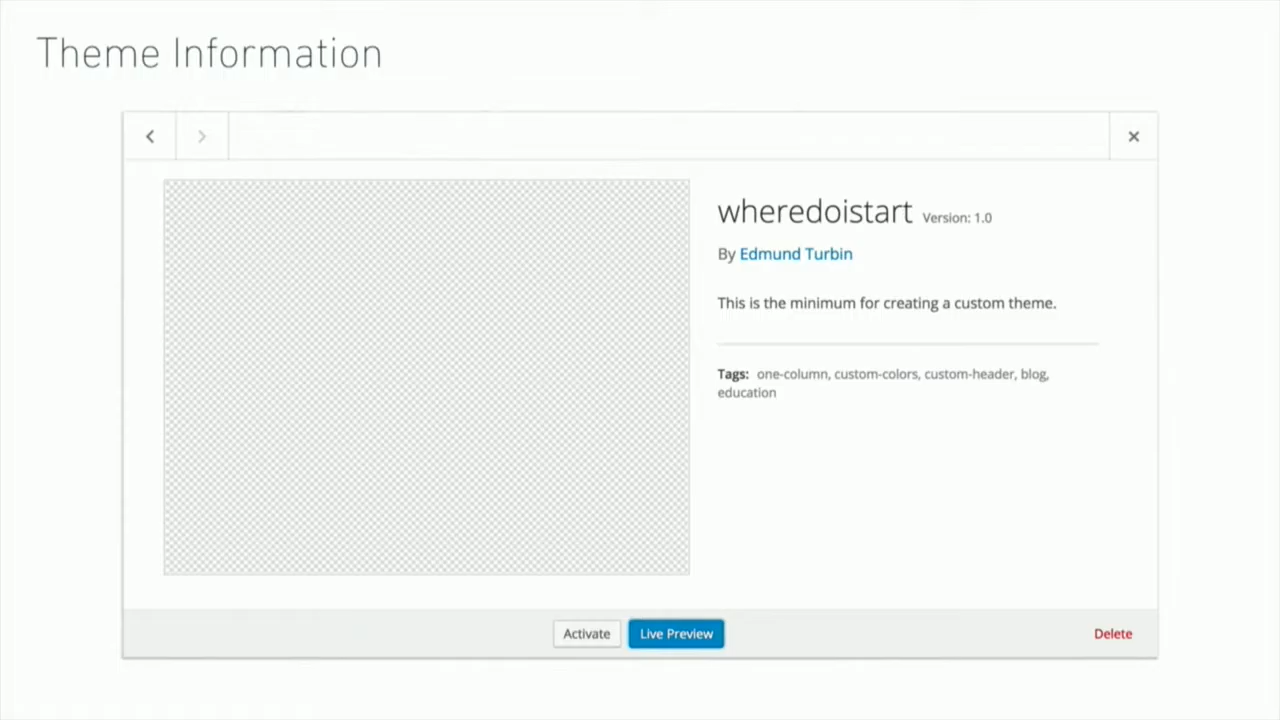 Theme Information
wheredoistart Version: 1.0
By Edmund Turbin
This is the minimum for creating a custom theme.
Tags: one-column, custom-colors, custom-header, blog,
education
Activate Live Preview Delete